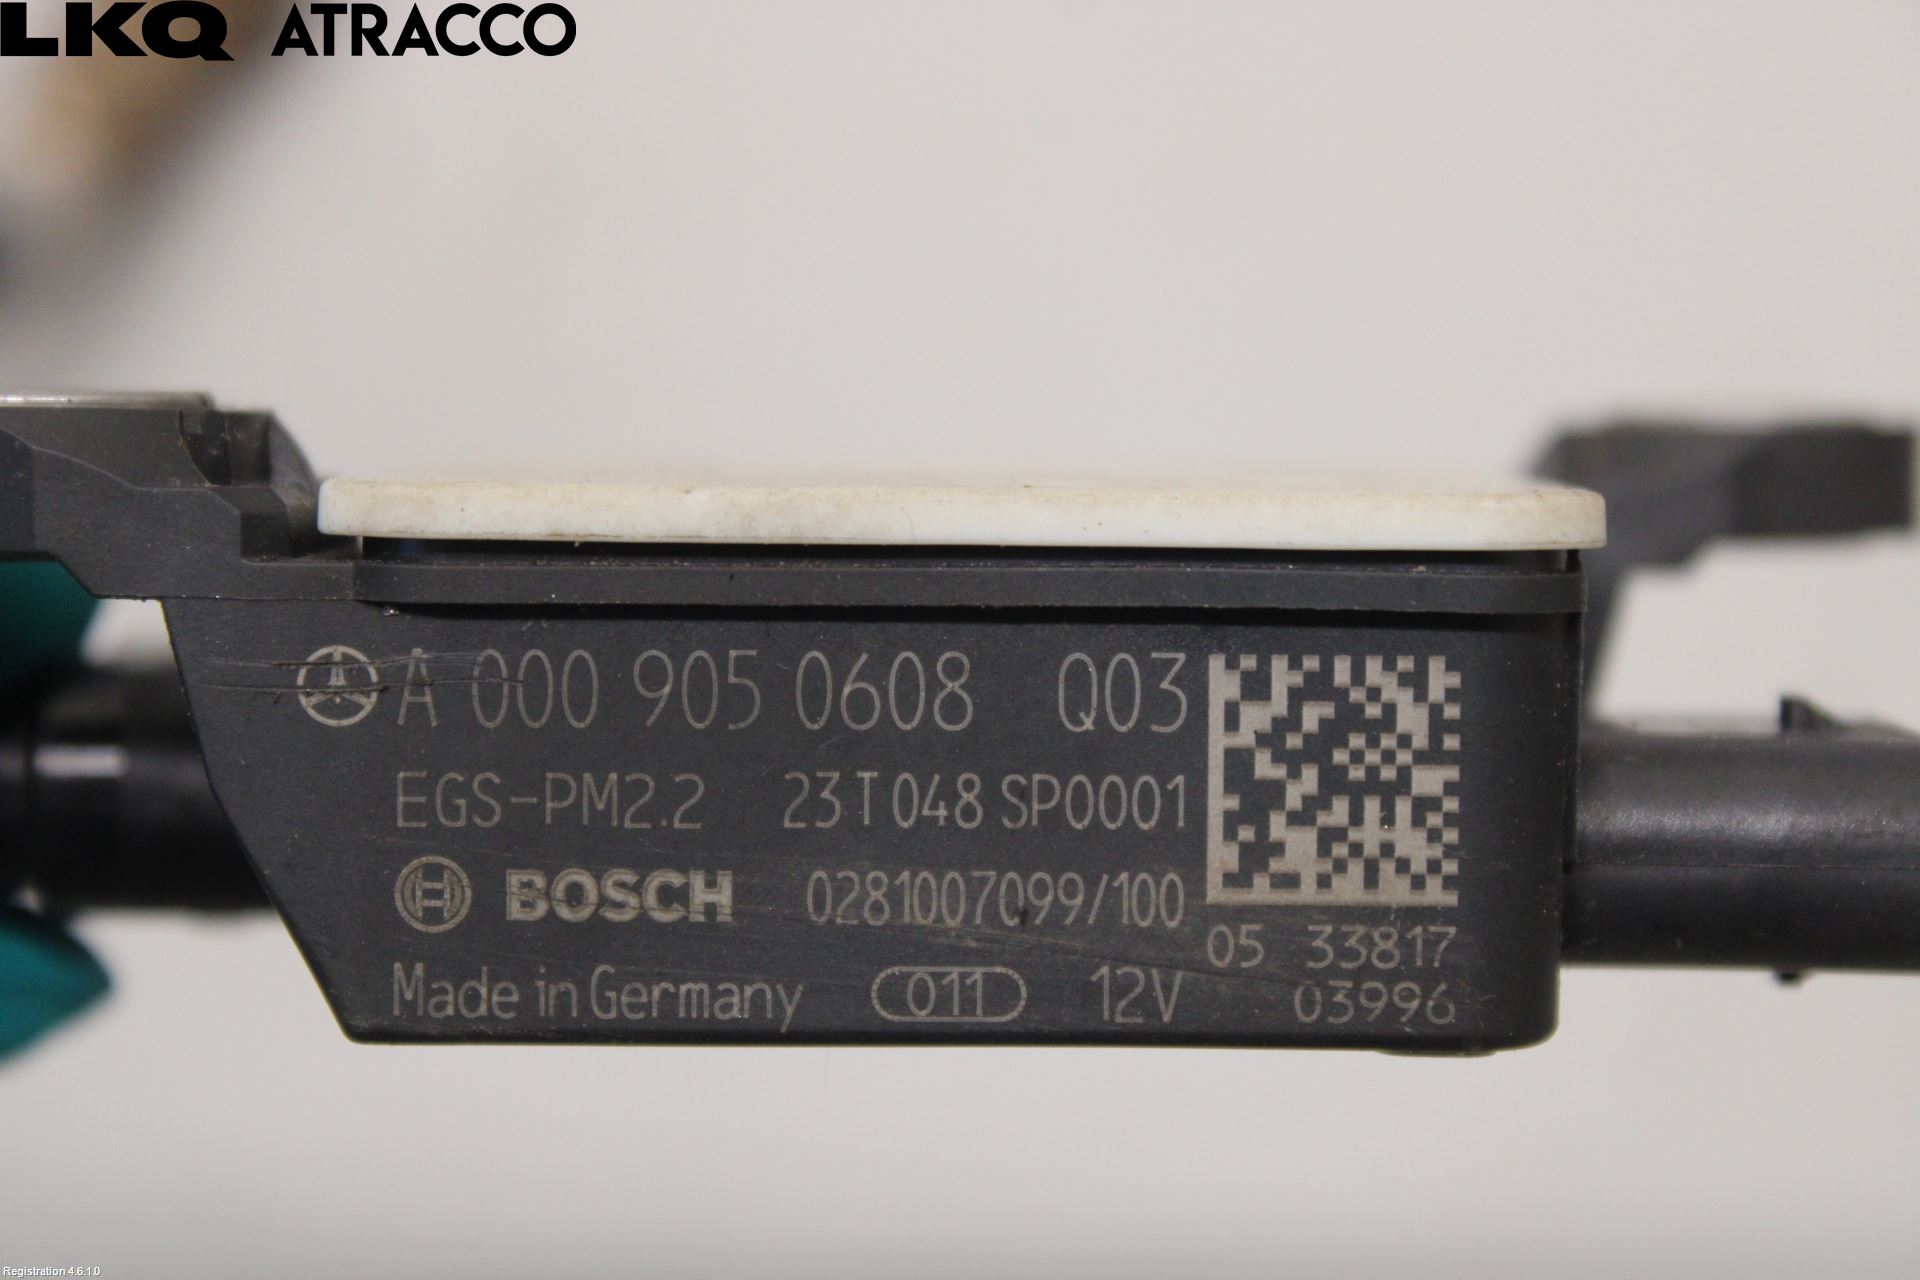 LKQ ATRACCO
A 000 905 0608 Q03
EGS-PM2.2 23T048 SP0001
BOSCH 0281007099/100
05 33817
Made in Germany 011 12V 03996
Registration 4.6.1.0